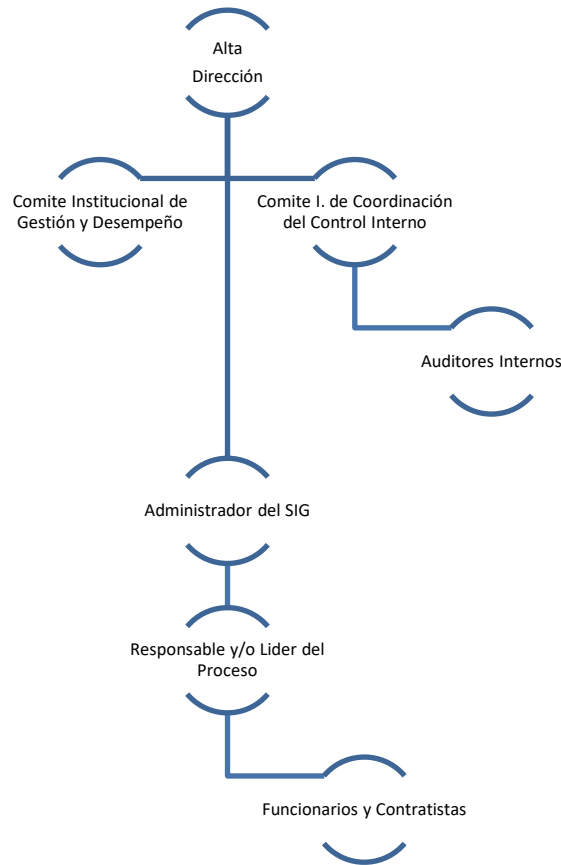 Alta
Dirección
Comite Institucional de
Gestión y Desempeño
Comite I. de Coordinación
del Control Interno
Auditores Internos
Administrador del SIG
Responsable y/o Lider del
Proceso
Funcionarios y Contratistas